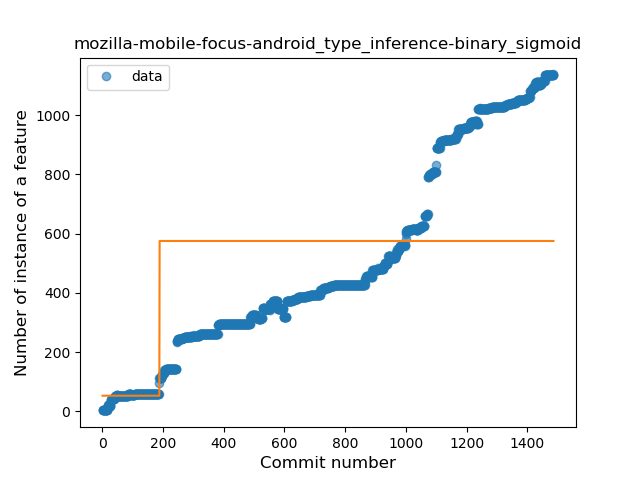 mozilla-mobile-focus-android_type_inference-binary_sigmoid
data
Number of instance of a feature
1000
800
600
400
200
0
0 200 400 600 800 1000 1200 1400
Commit number